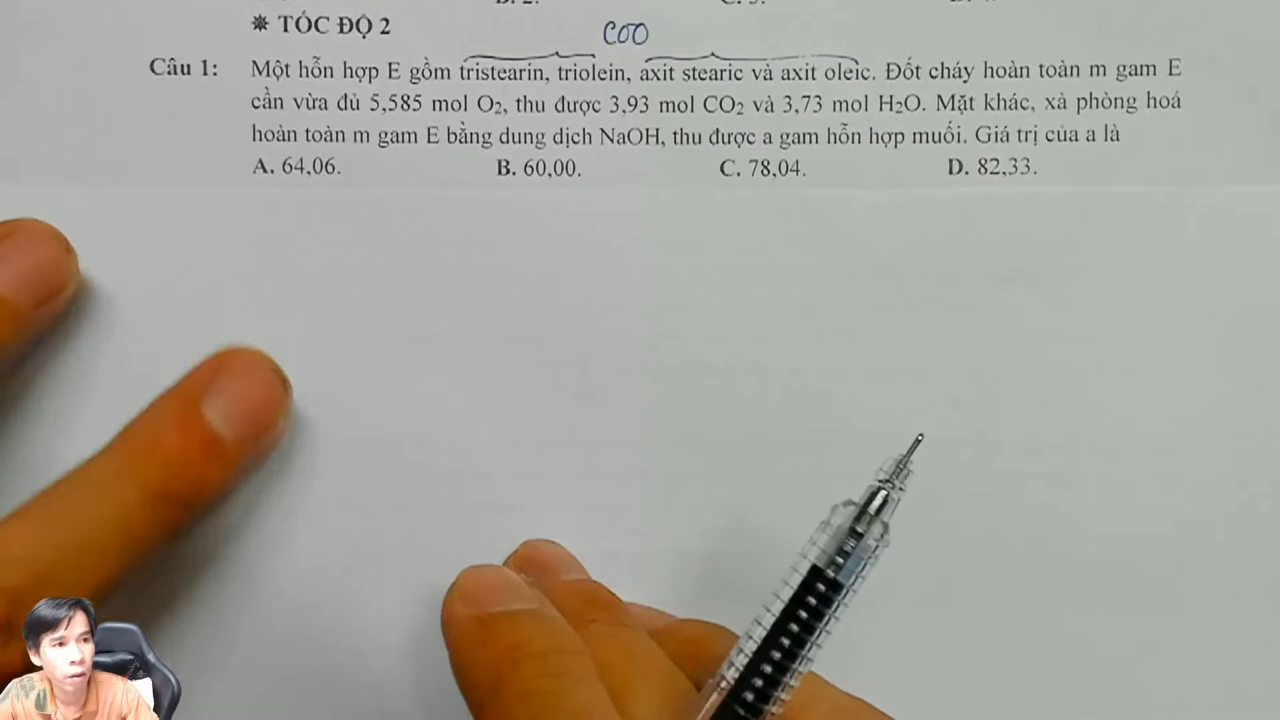 B. 2. C. 3.
✵ TỐC ĐỘ 2
COO
Câu 1: Một hỗn hợp E gồm tristearin, triolein, axit stearic và axit oleic. Đốt cháy hoàn toàn m gam E
cần vừa đủ 5,585 mol O₂, thu được 3,93 mol CO₂ và 3,73 mol H₂O. Mặt khác, xà phòng hoá
hoàn toàn m gam E bằng dung dịch NaOH, thu được a gam hỗn hợp muối. Giá trị của a là
A. 64,06. B. 60,00. C. 78,04. D. 82,33.